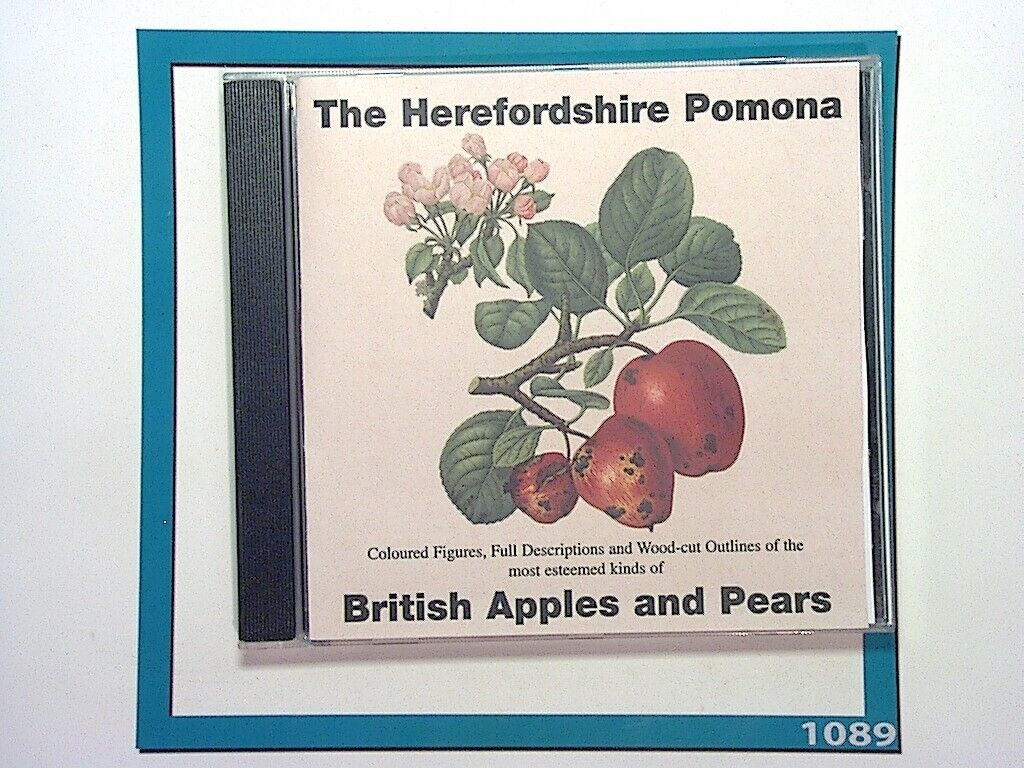 The Herefordshire Pomona
Coloured Figures, Full Descriptions and Wood-cut Outlines of the
most esteemed kinds of
British Apples and Pears
1089